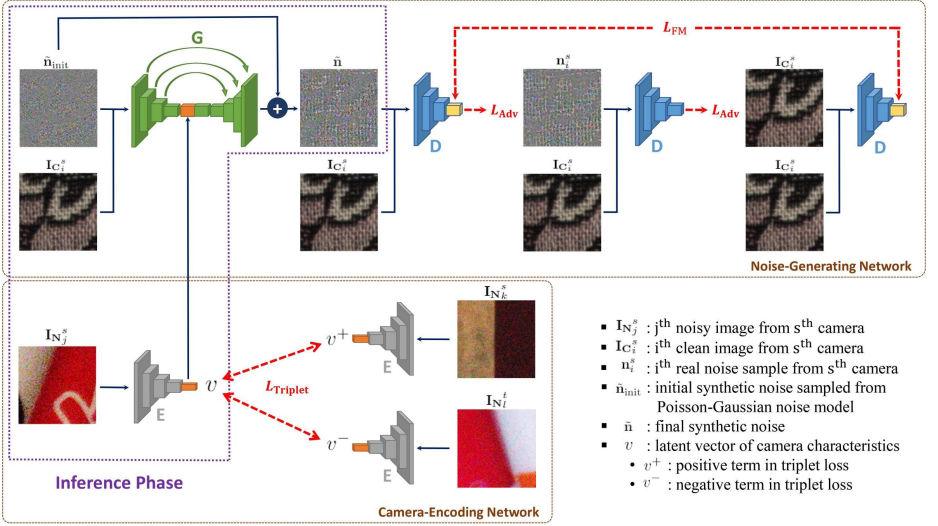 G
L_FM
ñ_init
ñ
n_i^s
I_C_i^s
+
D
L_Adv
D
L_Adv
D
I_C_i^s
I_C_i^s
I_C_i^s
I_C_i^s
Noise-Generating Network
I_N_j^s
E
v
L_Triplet
v^+
E
I_N_k^s
v^-
E
I_N_l^t
Inference Phase
Camera-Encoding Network
▪ I_N_j^s : j^th noisy image from s^th camera
▪ I_C_i^s : i^th clean image from s^th camera
▪ n_i^s : i^th real noise sample from s^th camera
▪ ñ_init : initial synthetic noise sampled from
Poisson-Gaussian noise model
▪ ñ : final synthetic noise
▪ v : latent vector of camera characteristics
• v^+ : positive term in triplet loss
• v^- : negative term in triplet loss